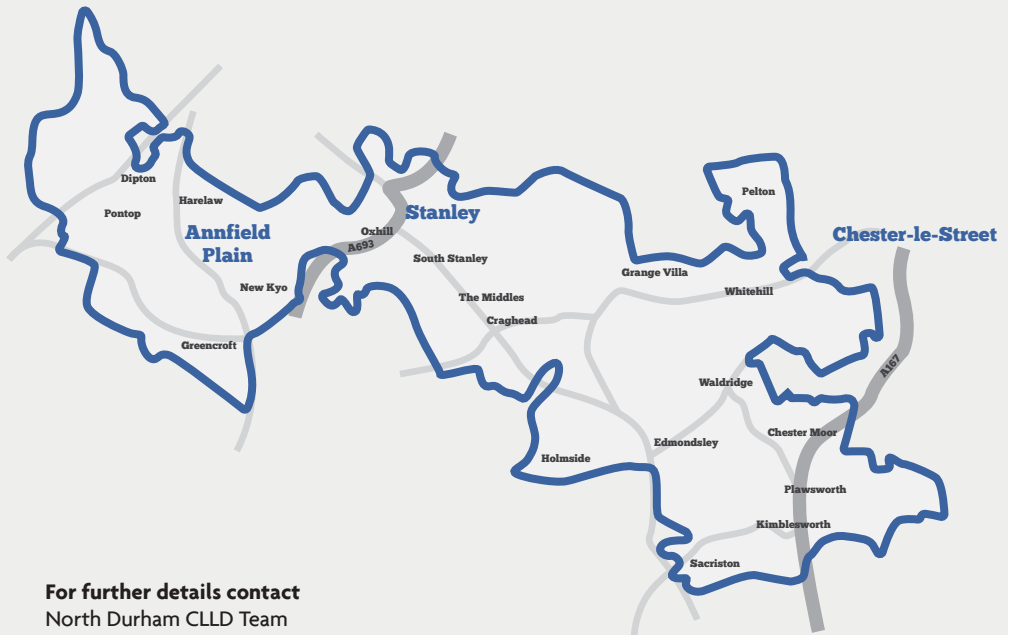 Dipton
Harelaw
Pontop
Annfield
Plain
Stanley
Oxhill
A693
South Stanley
New Kyo
The Middles
Craghead
Greencroft
Pelton
Chester-le-Street
Grange Villa
Whitehill
A167
Waldridge
Chester Moor
Edmondsley
Holmside
Plawsworth
Kimblesworth
Sacriston
For further details contact
North Durham CLLD Team